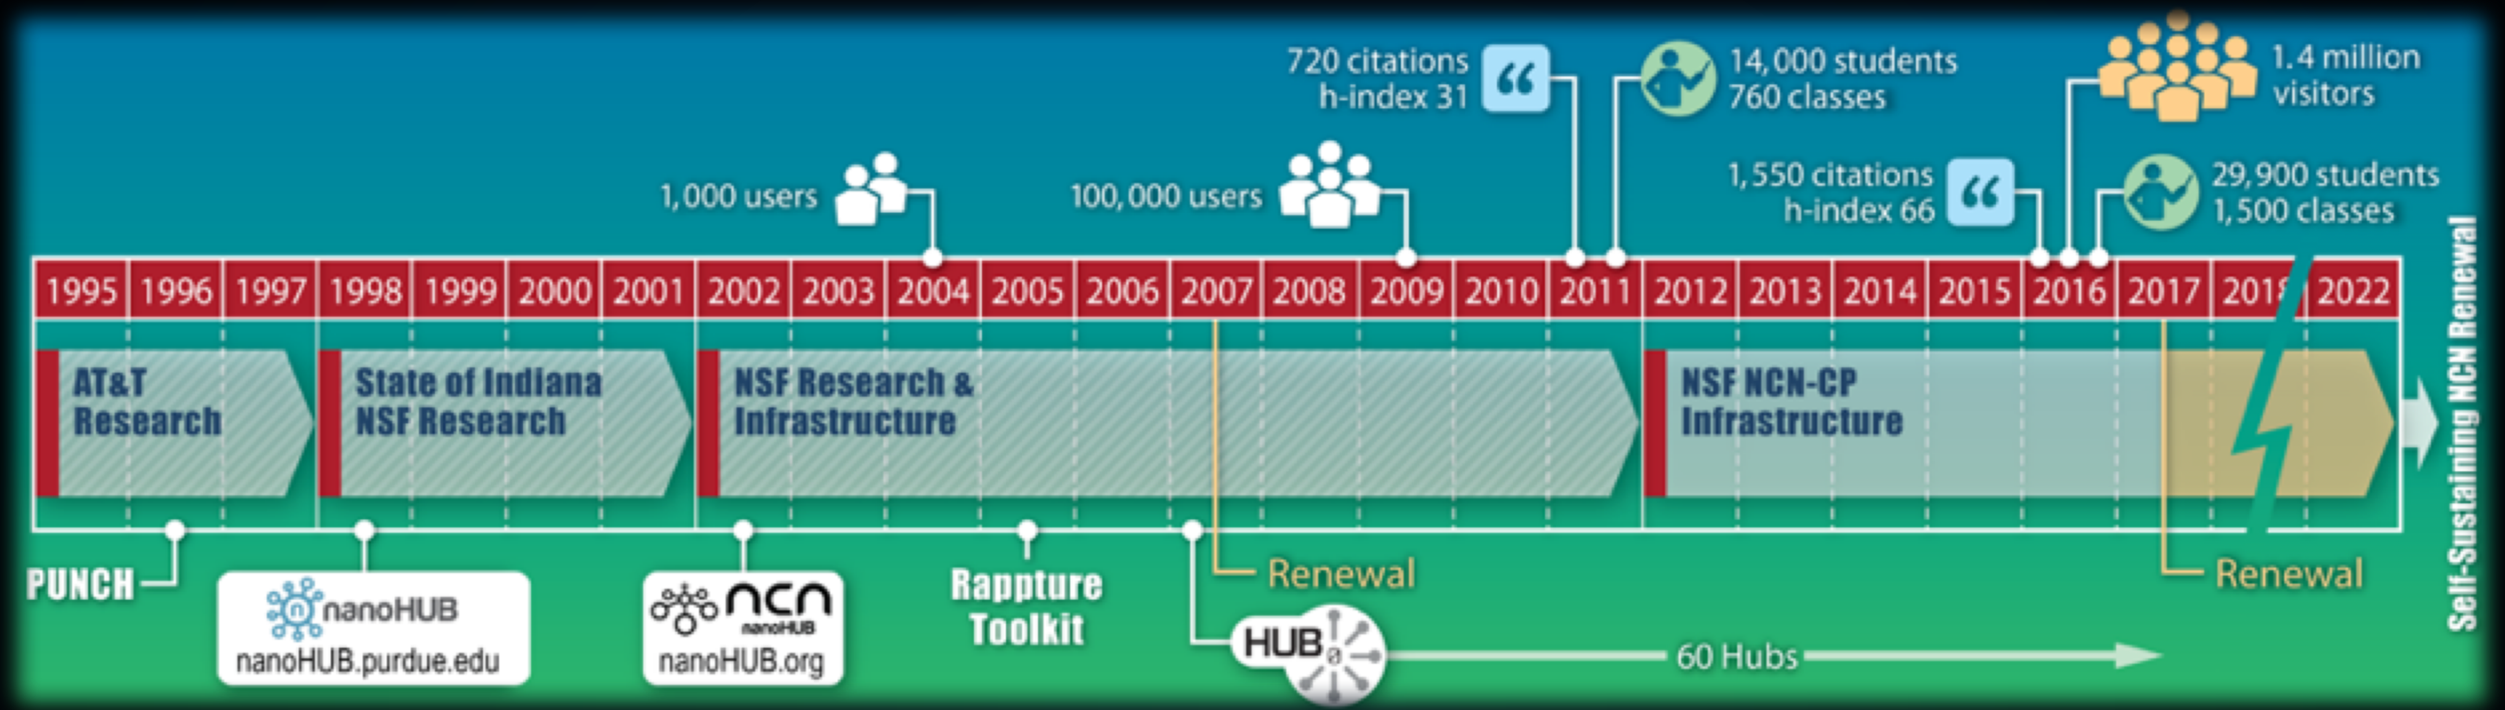 720 citations
h-index 31
14,000 students
760 classes
1.4 million
visitors
1,000 users
100,000 users
1,550 citations
h-index 66
29,900 students
1,500 classes
1995 1996 1997 1998 1999 2000 2001 2002 2003 2004 2005 2006 2007 2008 2009 2010 2011 2012 2013 2014 2015 2016 2017 2018 2022
AT&T
Research
State of Indiana
NSF Research
NSF Research &
Infrastructure
NSF NCN-CP
Infrastructure
Self-Sustaining NCN Renewal
PUNCH
n nanoHUB
nanoHUB.purdue.edu
ncn
nanoHUB
nanoHUB.org
Rappture
Toolkit
Renewal
HUB 0
60 Hubs
Renewal